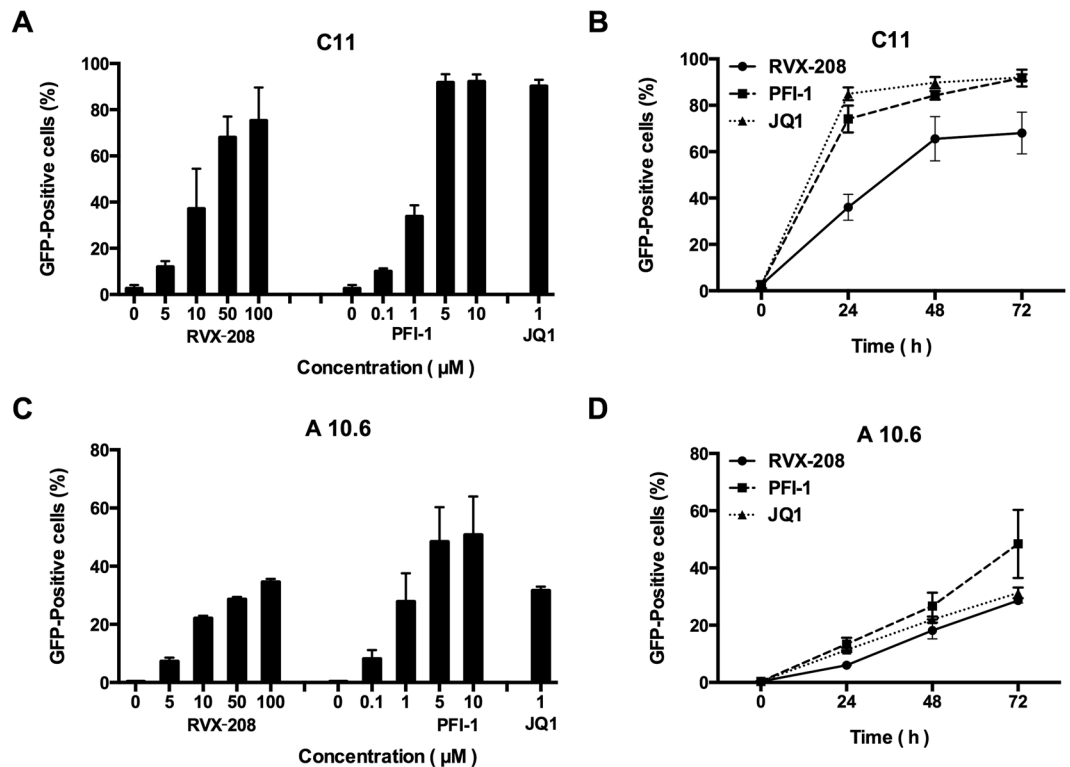 A
C11
GFP-Positive cells (%)
100
80
60
40
20
0
0 5 10 50 100 0 0.1 1 5 10 1
RVX-208 PFI-1 JQ1
Concentration ( µM )
B
C11
RVX-208
PFI-1
JQ1
GFP-Positive cells (%)
100
80
60
40
20
0
0 24 48 72
Time ( h )
C
A 10.6
GFP-Positive cells (%)
80
60
40
20
0
0 5 10 50 100 0 0.1 1 5 10 1
RVX-208 PFI-1 JQ1
Concentration ( µM )
D
A 10.6
RVX-208
PFI-1
JQ1
GFP-Positive cells (%)
80
60
40
20
0
0 24 48 72
Time ( h )